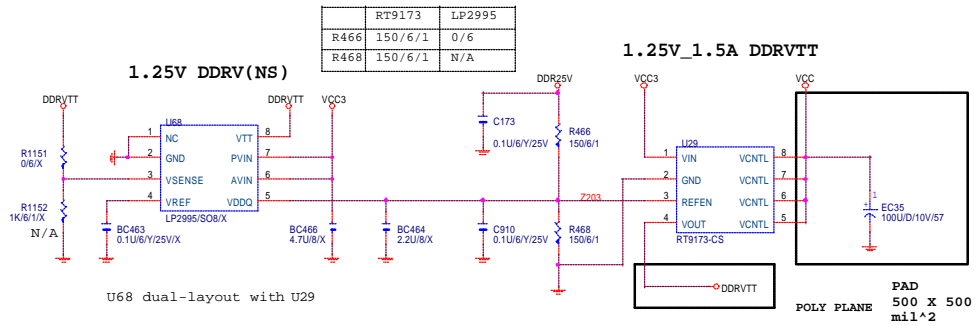 RT9173 LP2995
R466 150/6/1 0/6
R468 150/6/1 N/A
1.25V DDRV(NS)
1.25V_1.5A DDRVTT
DDRVTT
DDRVTT
VCC3
DDR25V
VCC3
VCC
U68
1 NC VTT 8
2 GND PVIN 7
3 VSENSE AVIN 6
4 VREF VDDQ 5
LP2995/SO8/X
R1151
0/6/X
R1152
1K/6/1/X
N/A
BC463
0.1U/6/Y/25V/X
BC466
4.7U/8/X
BC464
2.2U/8/X
C173
0.1U/6/Y/25V
C910
0.1U/6/Y/25V
R466
150/6/1
R468
150/6/1
Z203
U29
1 VIN VCNTL 8
2 GND VCNTL 7
3 REFEN VCNTL 6
4 VOUT VCNTL 5
RT9173-CS
1
+
EC35
100U/D/10V/57
DDRVTT
U68 dual-layout with U29
POLY PLANE
PAD
500 X 500
mil^2